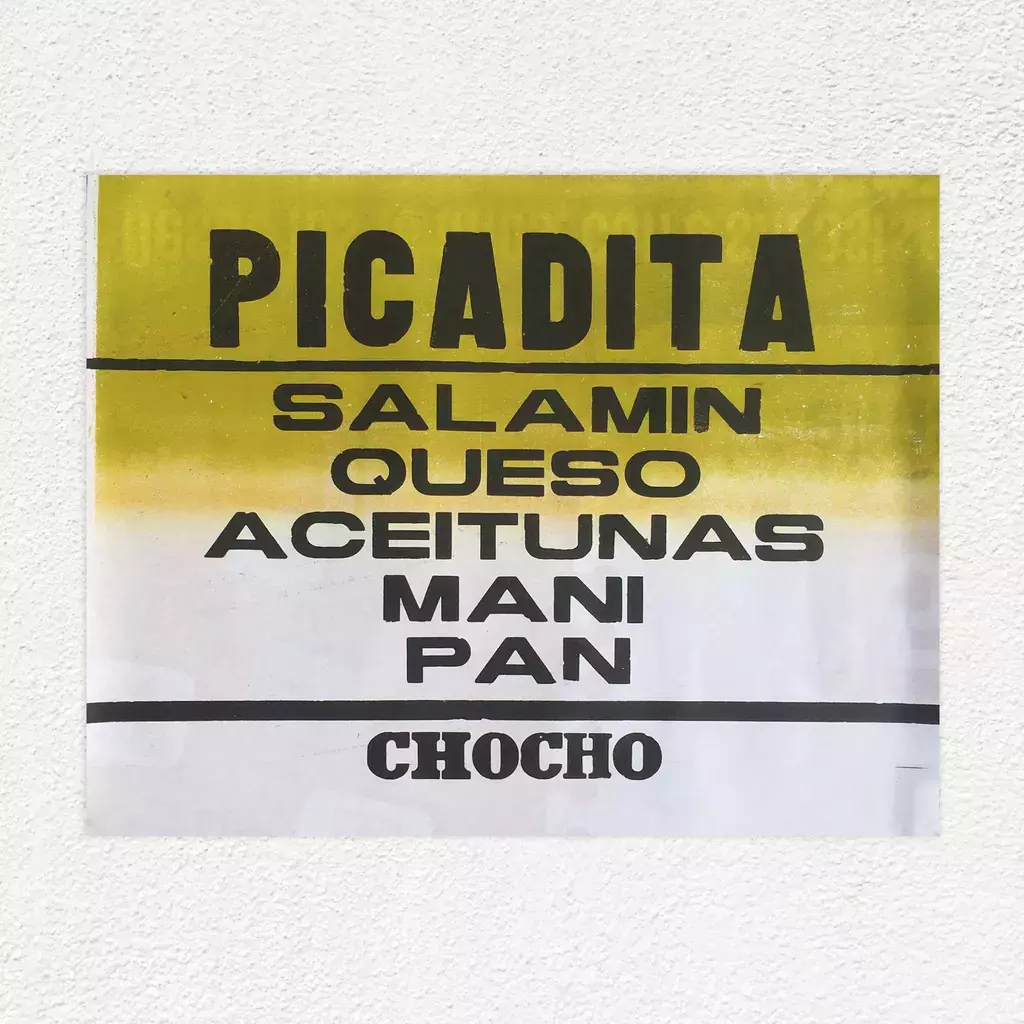 PICADITA
SALAMIN
QUESO
ACEITUNAS
MANI
PAN
CHOCHO